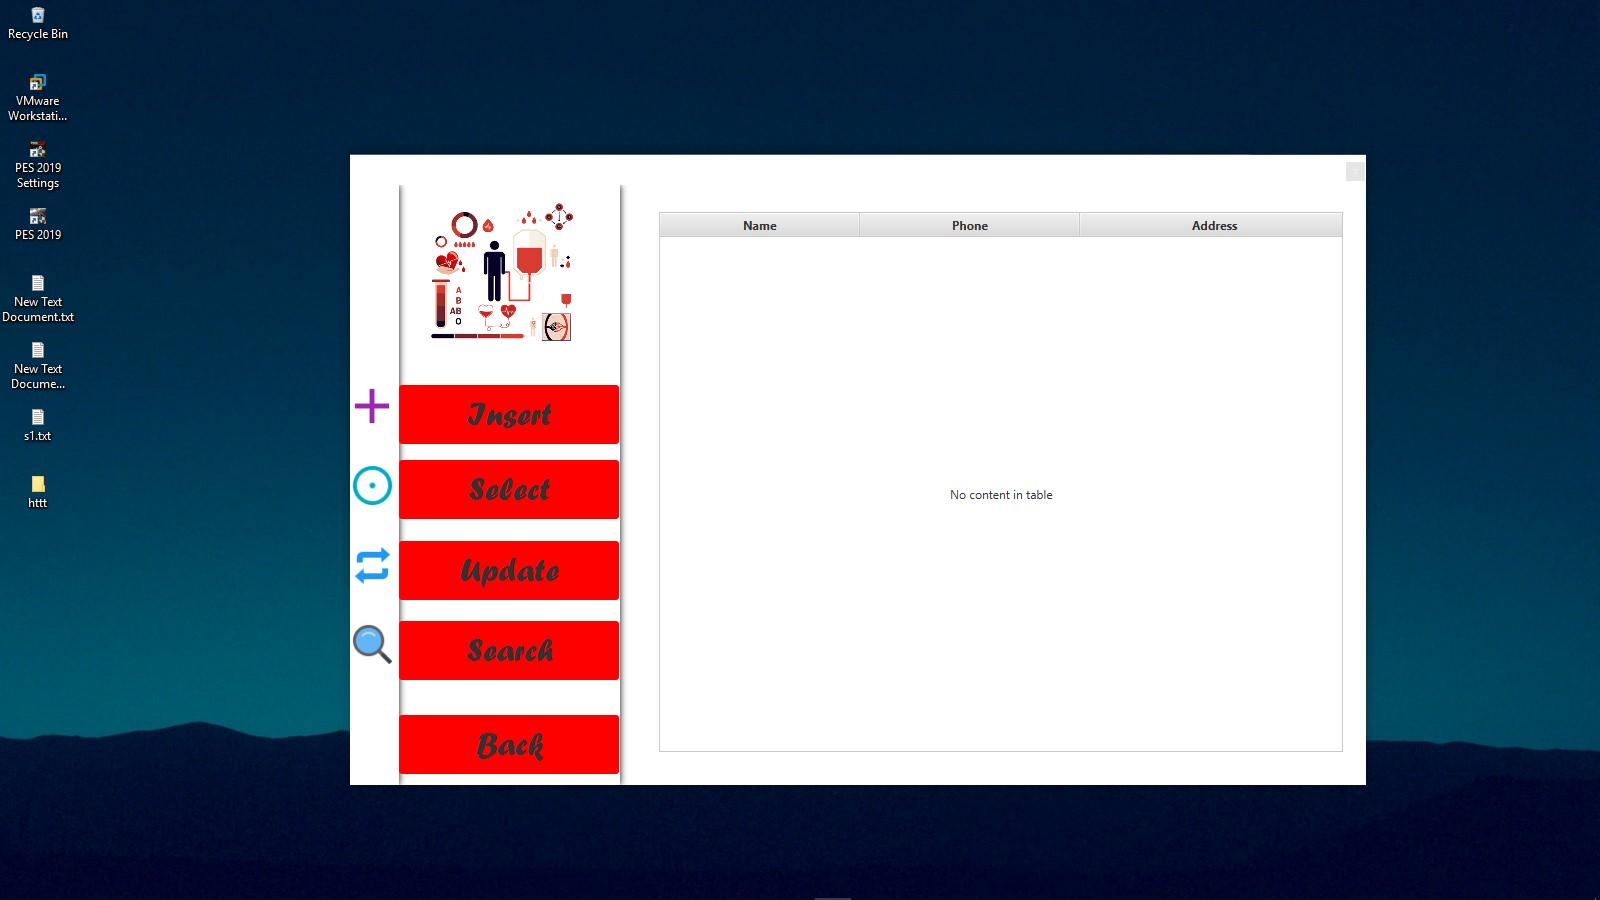 Recycle Bin
VMware
Workstati...
PES 2019
Settings
PES 2019
New Text
Document.txt
New Text
Docume...
s1.txt
httt
A
B
AB
O
Insert
Select
Update
Search
Back
Name Phone Address
No content in table